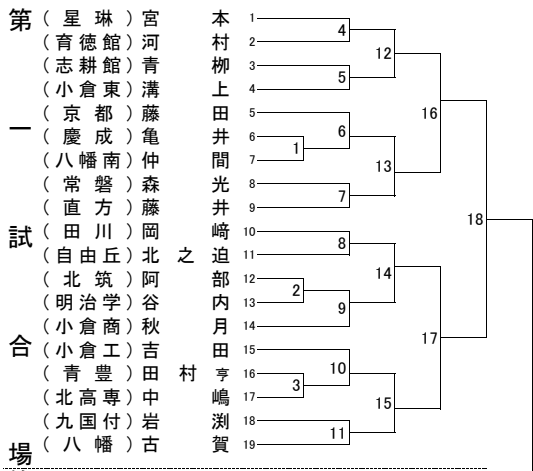 第一試合場
(星琳)宮本 1
(育徳館)河村 2
(志耕館)青栁 3
(小倉東)溝上 4
(京都)藤田 5
(慶成)亀井 6
(八幡南)仲間 7
(常磐)森光 8
(直方)藤井 9
(田川)岡﨑 10
(自由丘)北之迫 11
(北筑)阿部 12
(明治学)谷内 13
(小倉商)秋月 14
(小倉工)吉田 15
(青豊)田村亨 16
(北高専)中嶋 17
(九国付)岩渕 18
(八幡)古賀 19
1
2
3
4
5
6
7
8
9
10
11
12
13
14
15
16
17
18